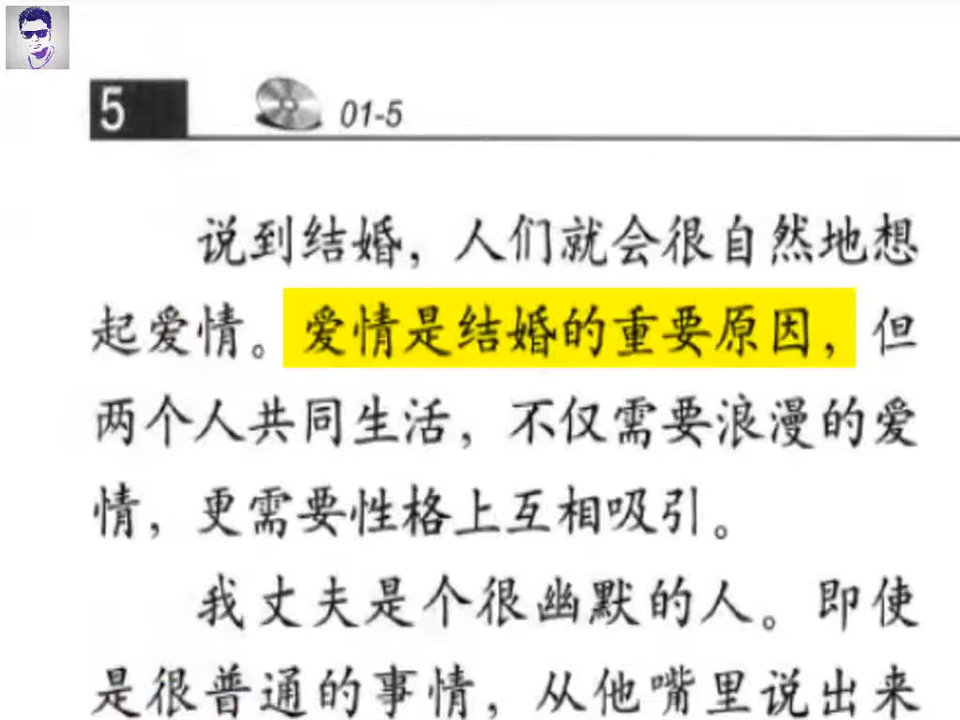 5
01-5
说到结婚，人们就会很自然地想
起爱情。爱情是结婚的重要原因，但
两个人共同生活，不仅需要浪漫的爱
情，更需要性格上互相吸引。
我丈夫是个很幽默的人。即使
是很普通的事情，从他嘴里说出来